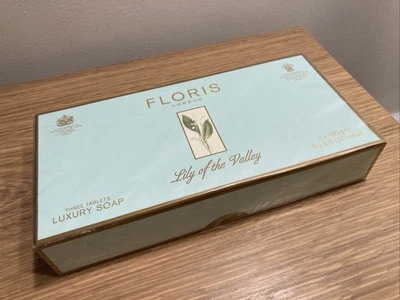 FLORIS
LONDON
Lily of the Valley
THREE TABLETS
LUXURY SOAP